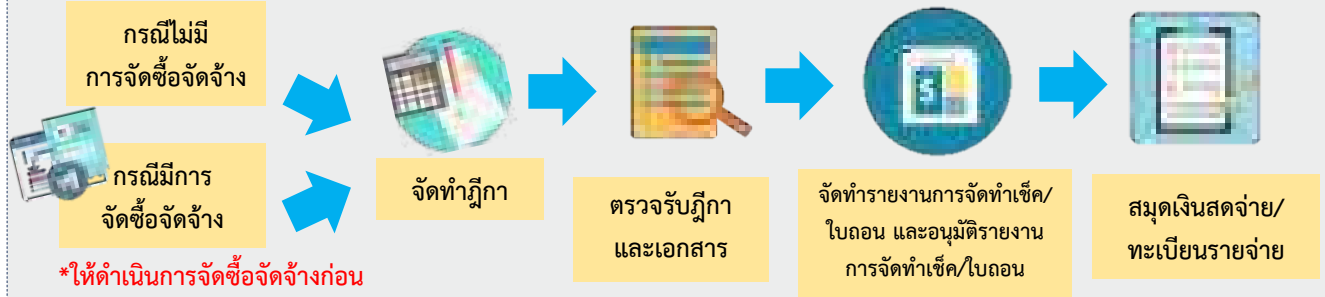 กรณีไม่มี
การจัดซื้อจัดจ้าง
กรณีมีการ
จัดซื้อจัดจ้าง
*ให้ดำเนินการจัดซื้อจัดจ้างก่อน
จัดทำฎีกา
ตรวจรับฎีกา
และเอกสาร
จัดทำรายงานการจัดทำเช็ค/
ใบถอน และอนุมัติรายงาน
การจัดทำเช็ค/ใบถอน
สมุดเงินสดจ่าย/
ทะเบียนรายจ่าย